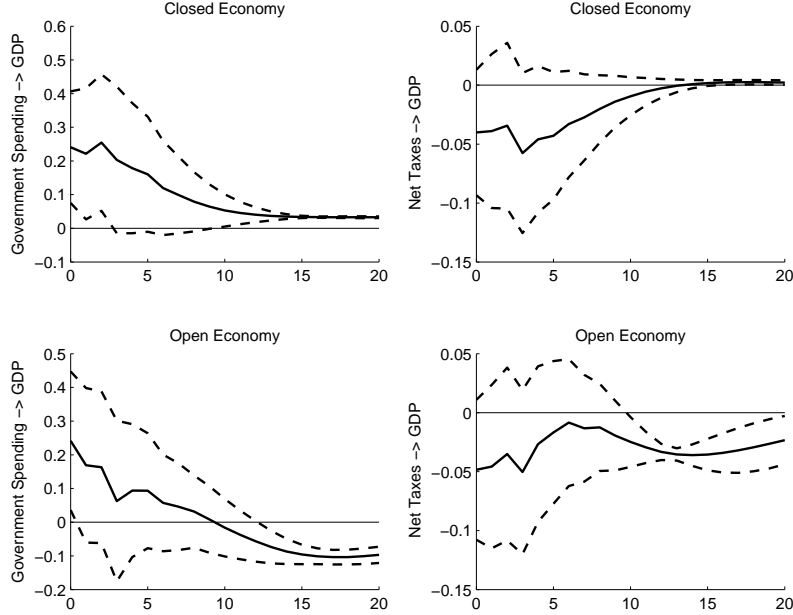 Closed Economy
Government Spending −> GDP
0.6
0.5
0.4
0.3
0.2
0.1
0
−0.1
0 5 10 15 20
Closed Economy
Net Taxes −> GDP
0.05
0
−0.05
−0.1
−0.15
0 5 10 15 20
Open Economy
Government Spending −> GDP
0.5
0.4
0.3
0.2
0.1
0
−0.1
−0.2
0 5 10 15 20
Open Economy
Net Taxes −> GDP
0.05
0
−0.05
−0.1
−0.15
0 5 10 15 20